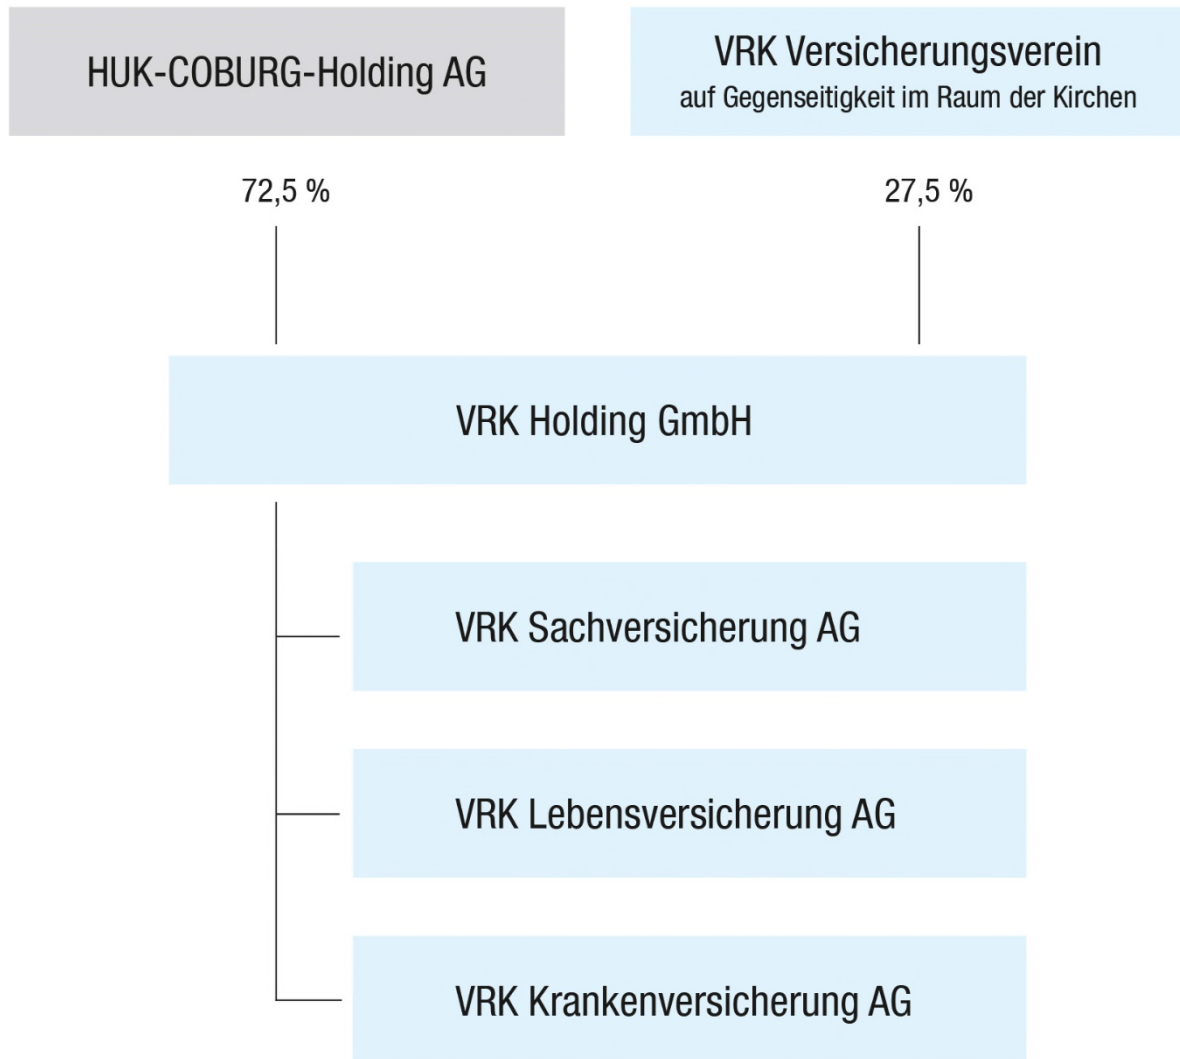 HUK-COBURG-Holding AG
VRK Versicherungsverein
auf Gegenseitigkeit im Raum der Kirchen
72,5 %
27,5 %
VRK Holding GmbH
VRK Sachversicherung AG
VRK Lebensversicherung AG
VRK Krankenversicherung AG